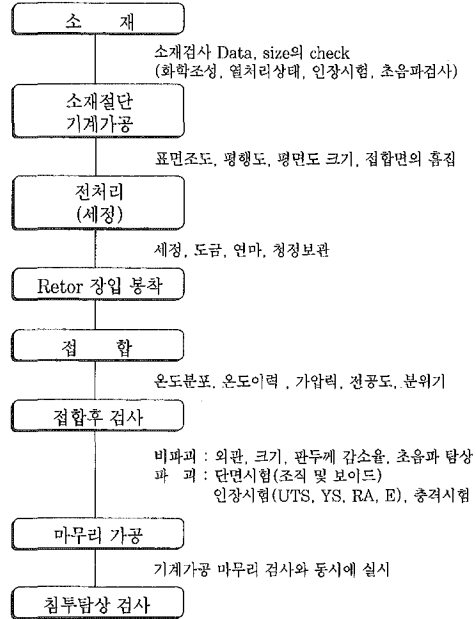 소 재
소재검사 Data, size의 check
(화학조성, 열처리상태, 인장시험, 초음파검사)
소재절단
기계가공
표면조도, 평행도, 평면도 크기, 접합면의 흠집
전처리
(세정)
세정, 도금, 연마, 청정보관
Retor 장입 봉착
접 합
온도분포, 온도이력 , 가압력, 전공도, 분위기
접합후 검사
비파괴 : 외관, 크기, 판두께 감소율, 초음파 탐상
파 괴 : 단면시험(조직 및 보이드)
인장시험(UTS, YS, RA, E), 충격시험
마무리 가공
기계가공 마무리 검사와 동시에 실시
침투탐상 검사